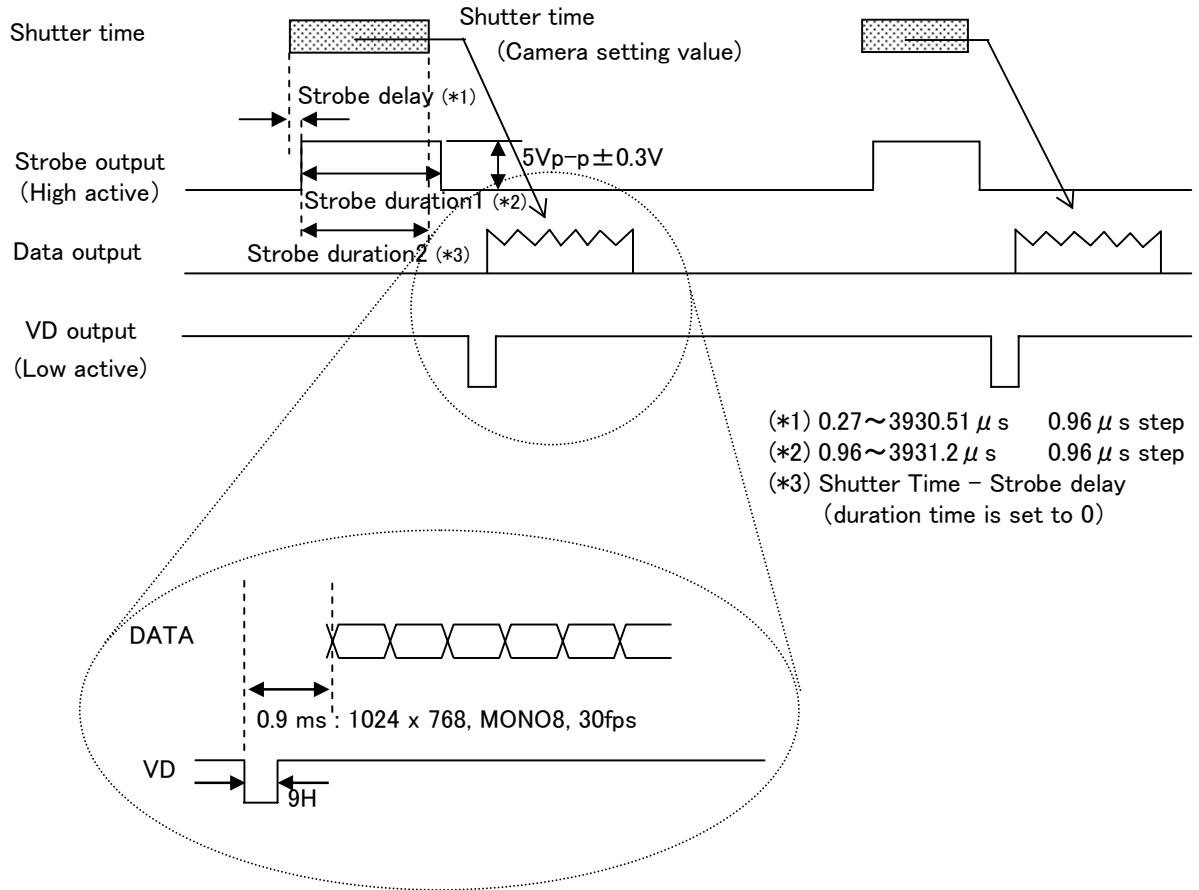 Shutter time
Shutter time
(Camera setting value)
Strobe delay (*1)
Strobe output
(High active)
5Vp-p±0.3V
Strobe duration1 (*2)
Data output
Strobe duration2 (*3)
VD output
(Low active)
(*1) 0.27～3930.51μs 0.96μs step
(*2) 0.96～3931.2μs 0.96μs step
(*3) Shutter Time - Strobe delay
(duration time is set to 0)
DATA
0.9 ms : 1024 x 768, MONO8, 30fps
VD
9H